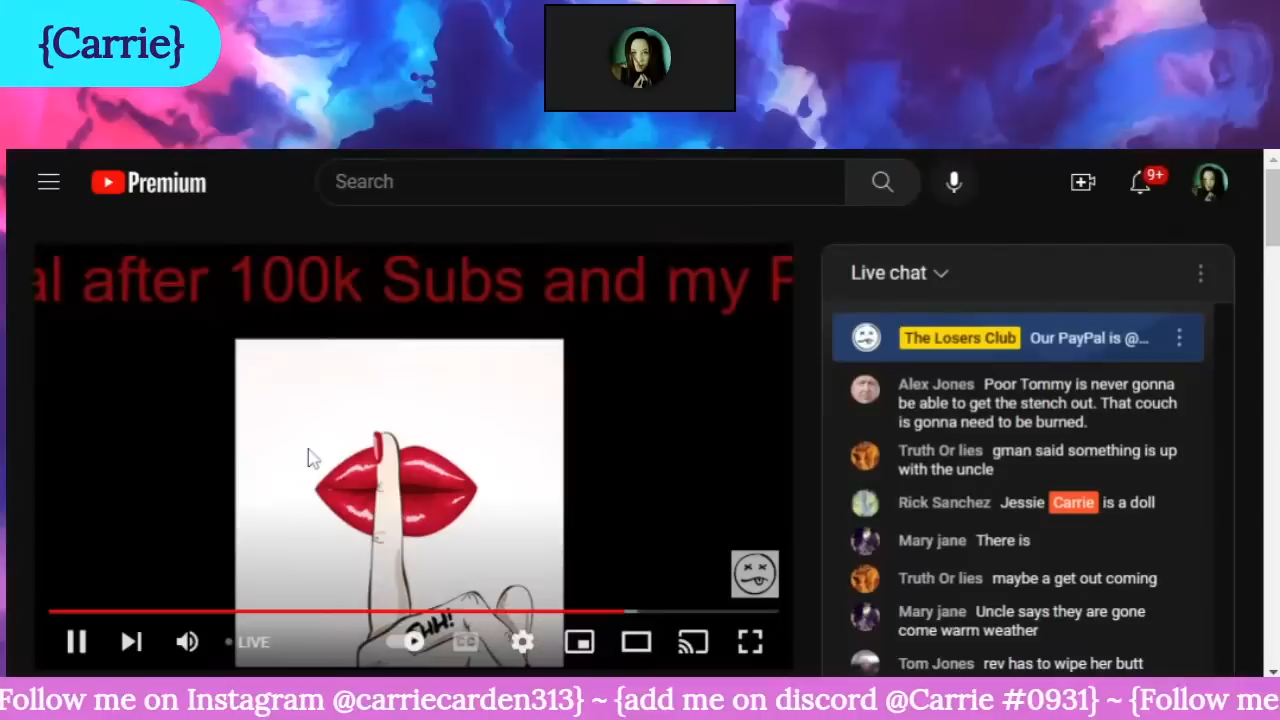 {Carrie}
Premium
Search
9+
al after 100k Subs and my P
Live chat
The Losers Club Our PayPal is @...
Alex Jones Poor Tommy is never gonna
be able to get the stench out. That couch
is gonna need to be burned.
Truth Or lies gman said something is up
with the uncle
Rick Sanchez Jessie Carrie is a doll
Mary jane There is
Truth Or lies maybe a get out coming
Mary jane Uncle says they are gone
come warm weather
Tom Jones rev has to wipe her butt
SHH!
LIVE
CC
Follow me on Instagram @carriecarden313} ~ {add me on discord @Carrie #0931} ~ {Follow me